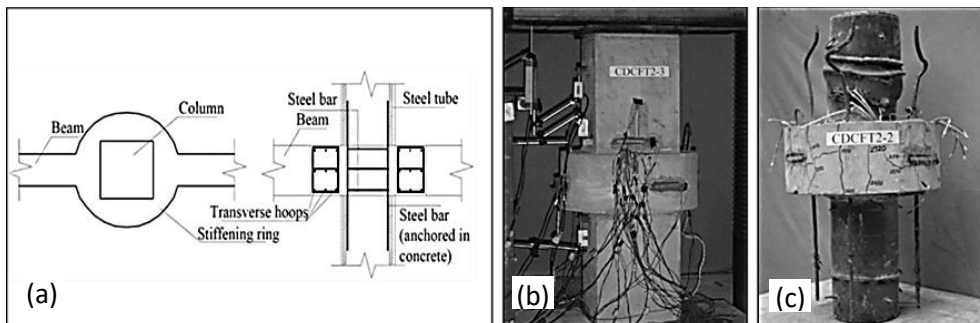 Column
Beam
Stiffening ring
Steel bar
Beam
Steel tube
Transverse hoops
Steel bar
(anchored in
concrete)
(a)
CDCFT2-3
(b)
CDCFT2-2
(c)